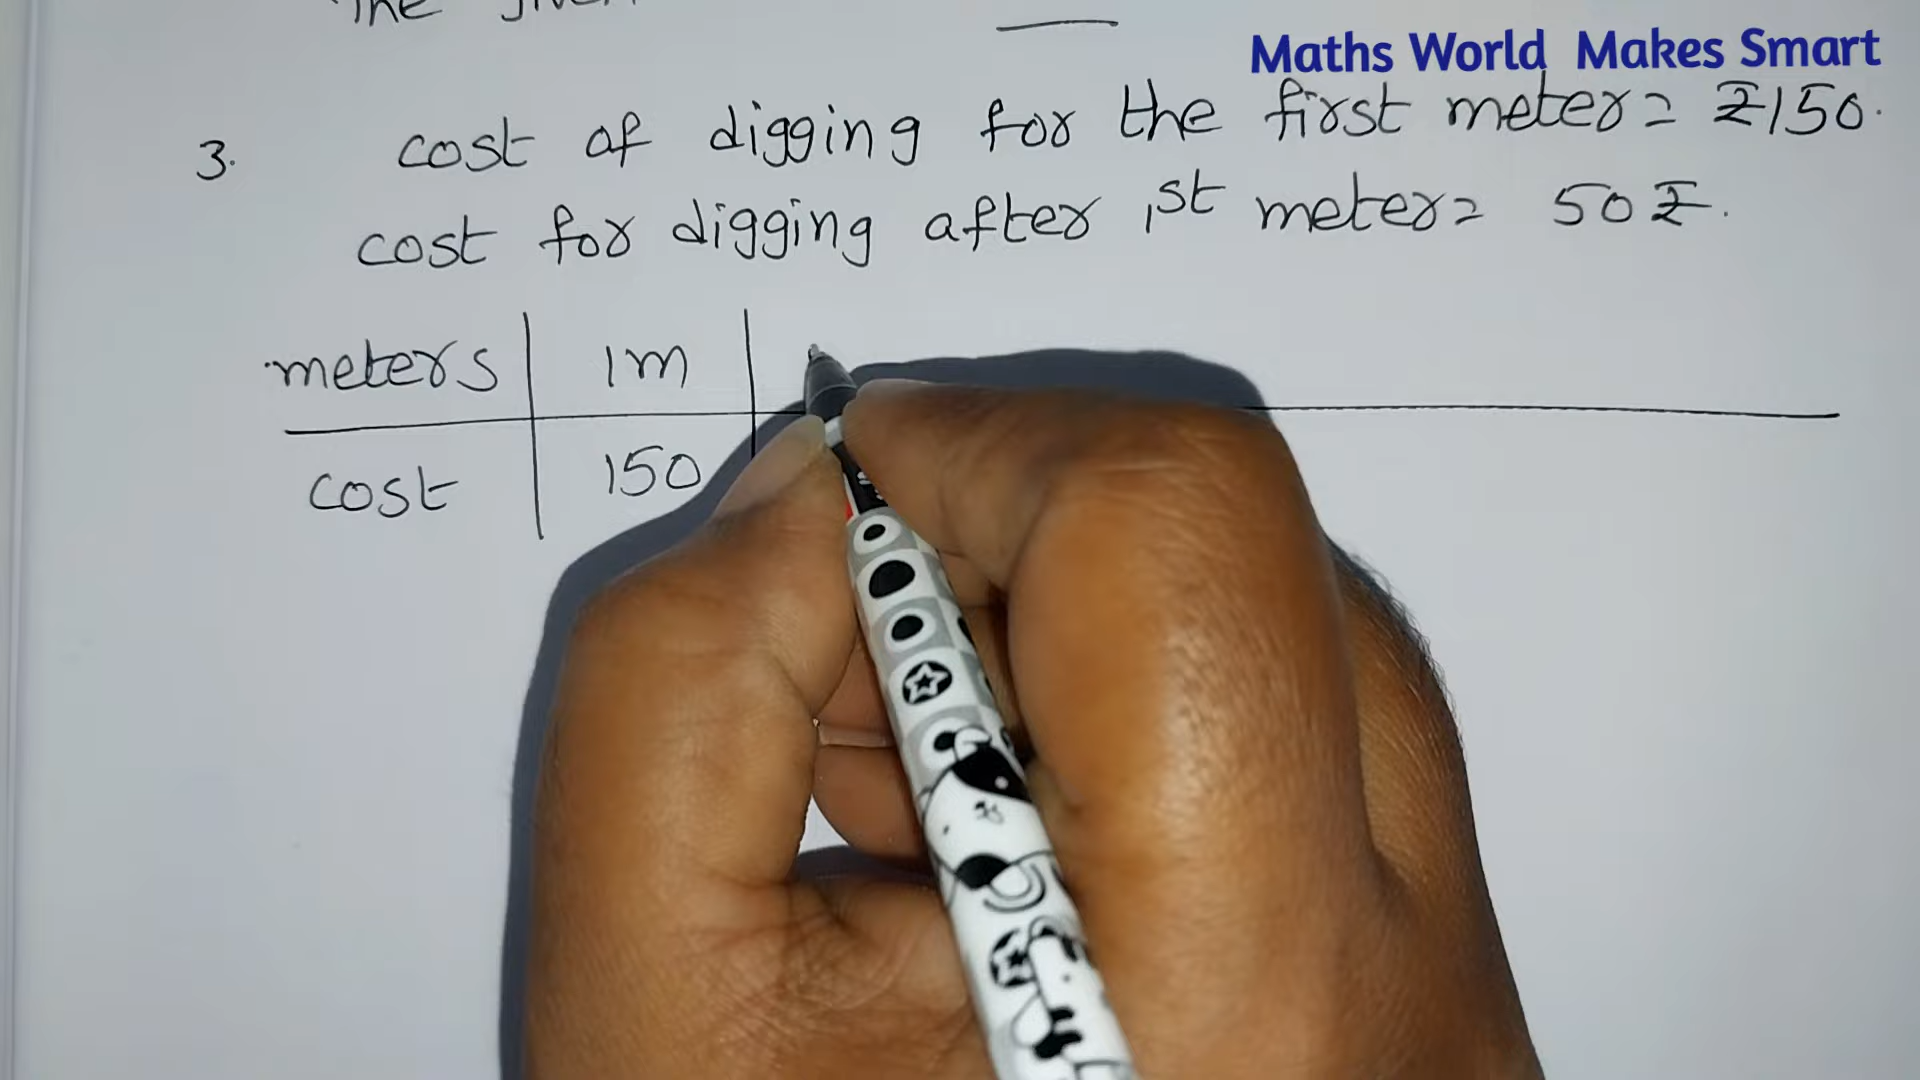 The
Maths World Makes Smart
3. cost of digging for the first meter = ₹150.
cost for digging after 1st meter = 50₹.
meters 1m
cost 150